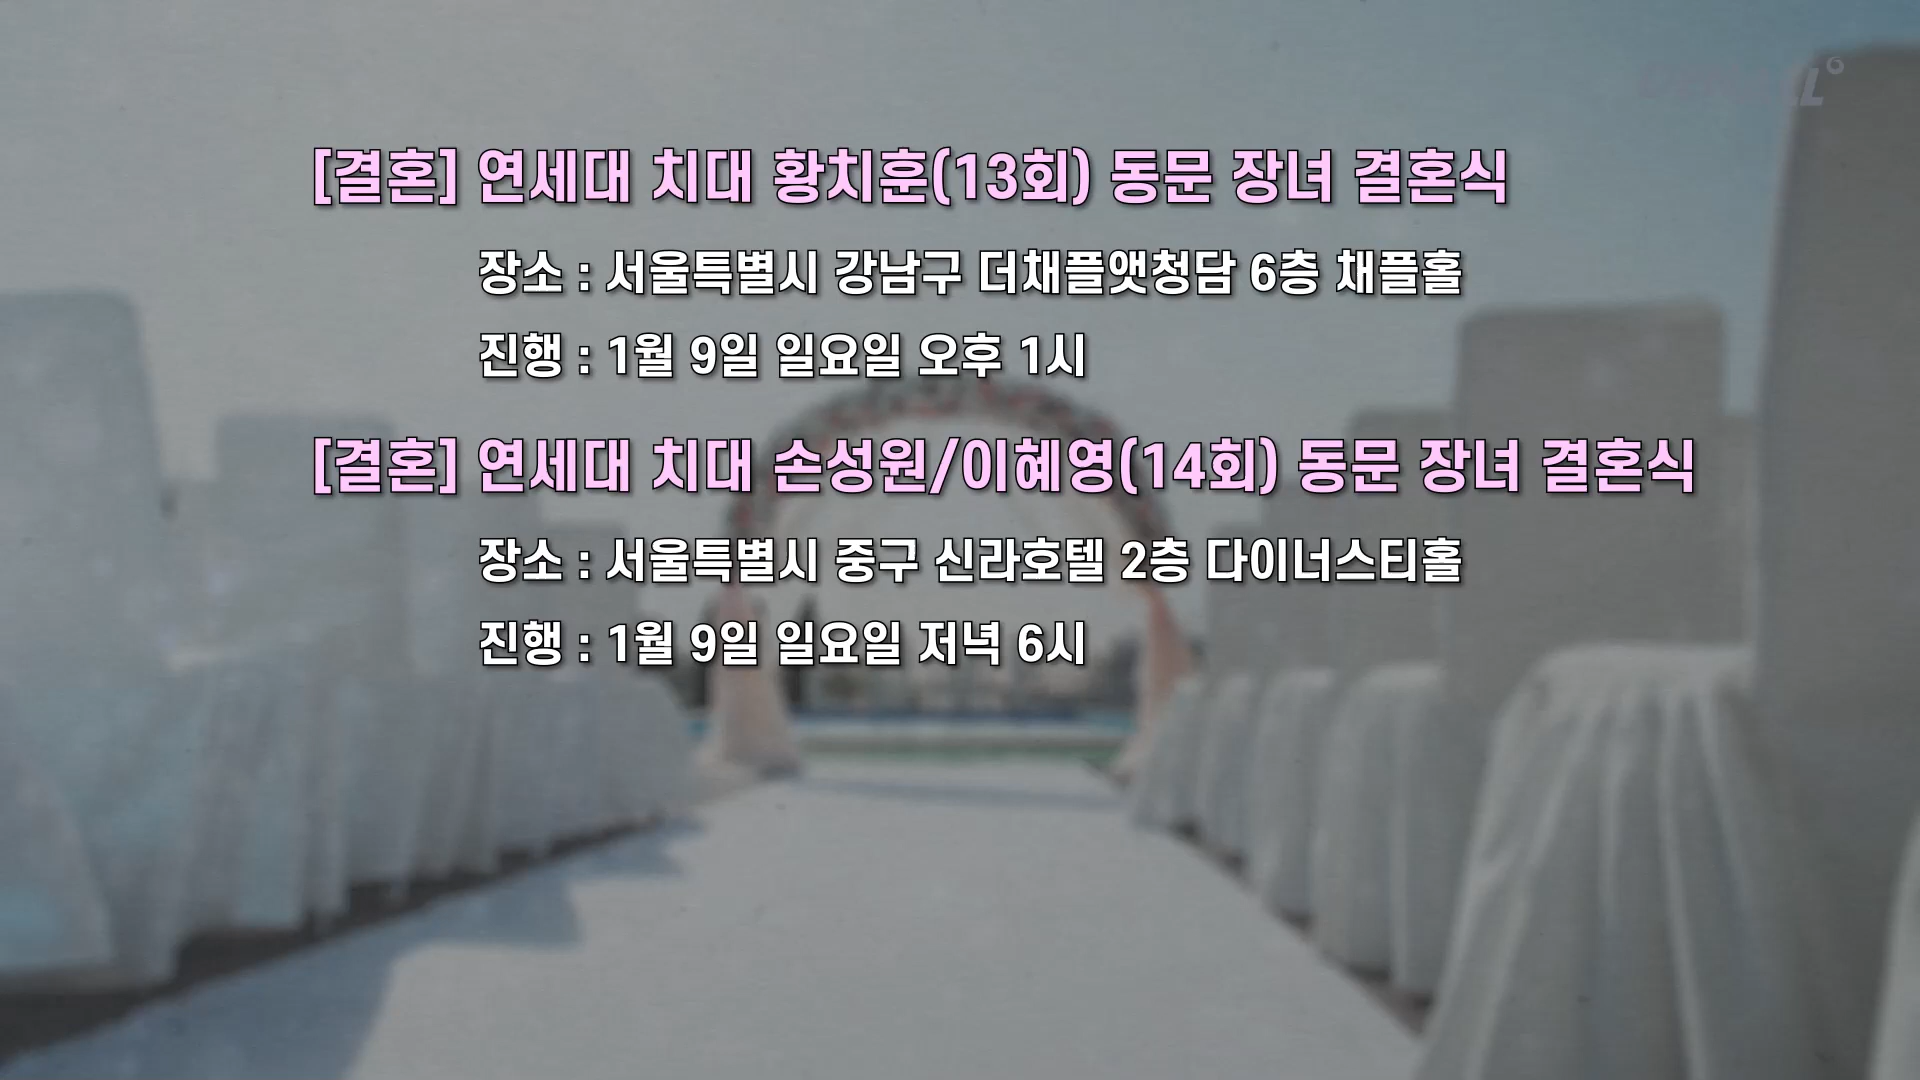 [결혼] 연세대 치대 황치훈(13회) 동문 장녀 결혼식
장소 : 서울특별시 강남구 더채플앳청담 6층 채플홀
진행 : 1월 9일 일요일 오후 1시
[결혼] 연세대 치대 손성원/이혜영(14회) 동문 장녀 결혼식
장소 : 서울특별시 중구 신라호텔 2층 다이너스티홀
진행 : 1월 9일 일요일 저녁 6시